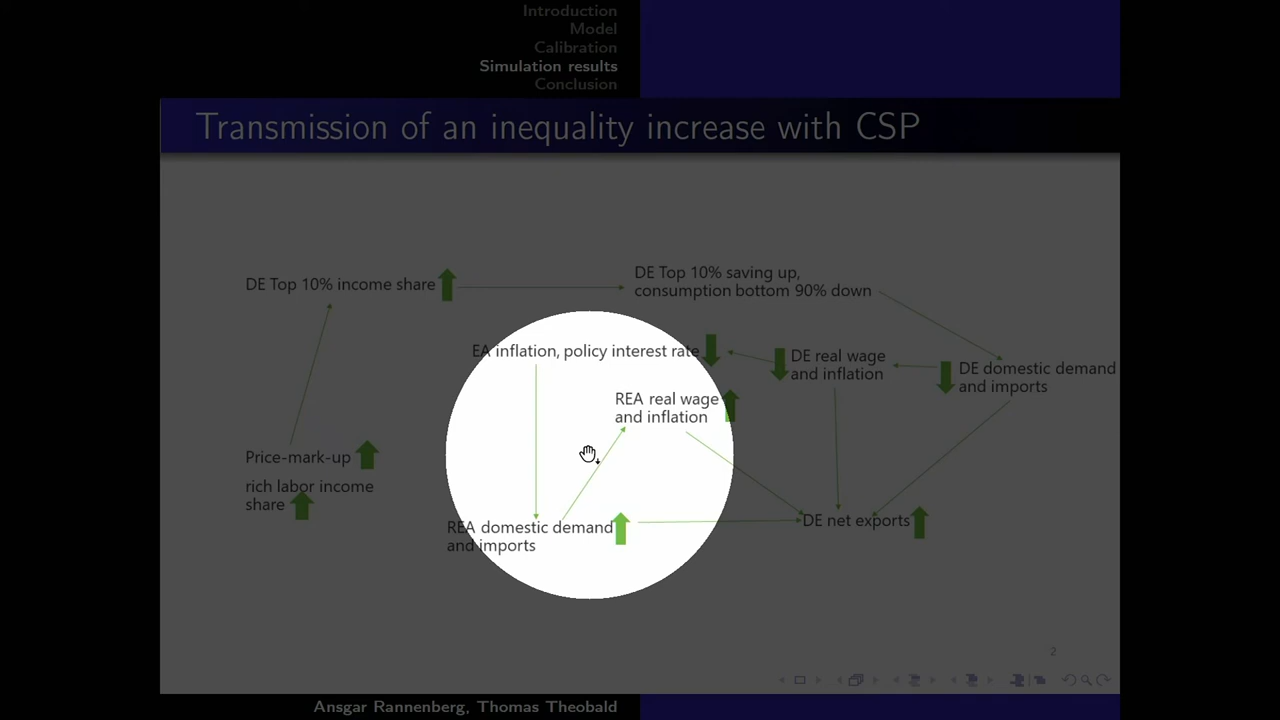 Introduction
Model
Calibration
Simulation results
Conclusion
Transmission of an inequality increase with CSP
DE Top 10% income share
DE Top 10% saving up,
consumption bottom 90% down
EA inflation, policy interest rate
DE real wage
and inflation
DE domestic demand
and imports
REA real wage
and inflation
Price-mark-up
rich labor income
share
REA domestic demand
and imports
DE net exports
2
Ansgar Rannenberg, Thomas Theobald